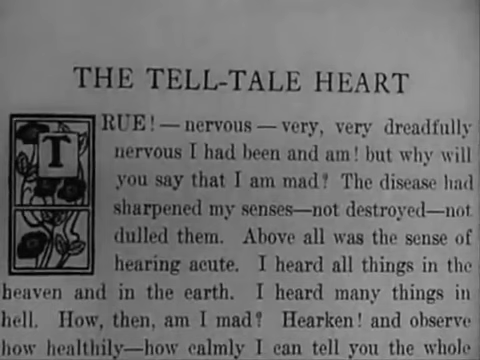 THE TELL-TALE HEART
TRUE! — nervous — very, very dreadfully
nervous I had been and am! but why will
you say that I am mad? The disease had
sharpened my senses—not destroyed—not
dulled them. Above all was the sense of
hearing acute. I heard all things in the
heaven and in the earth. I heard many things in
hell. How, then, am I mad? Hearken! and observe
how healthily—how calmly I can tell you the whole